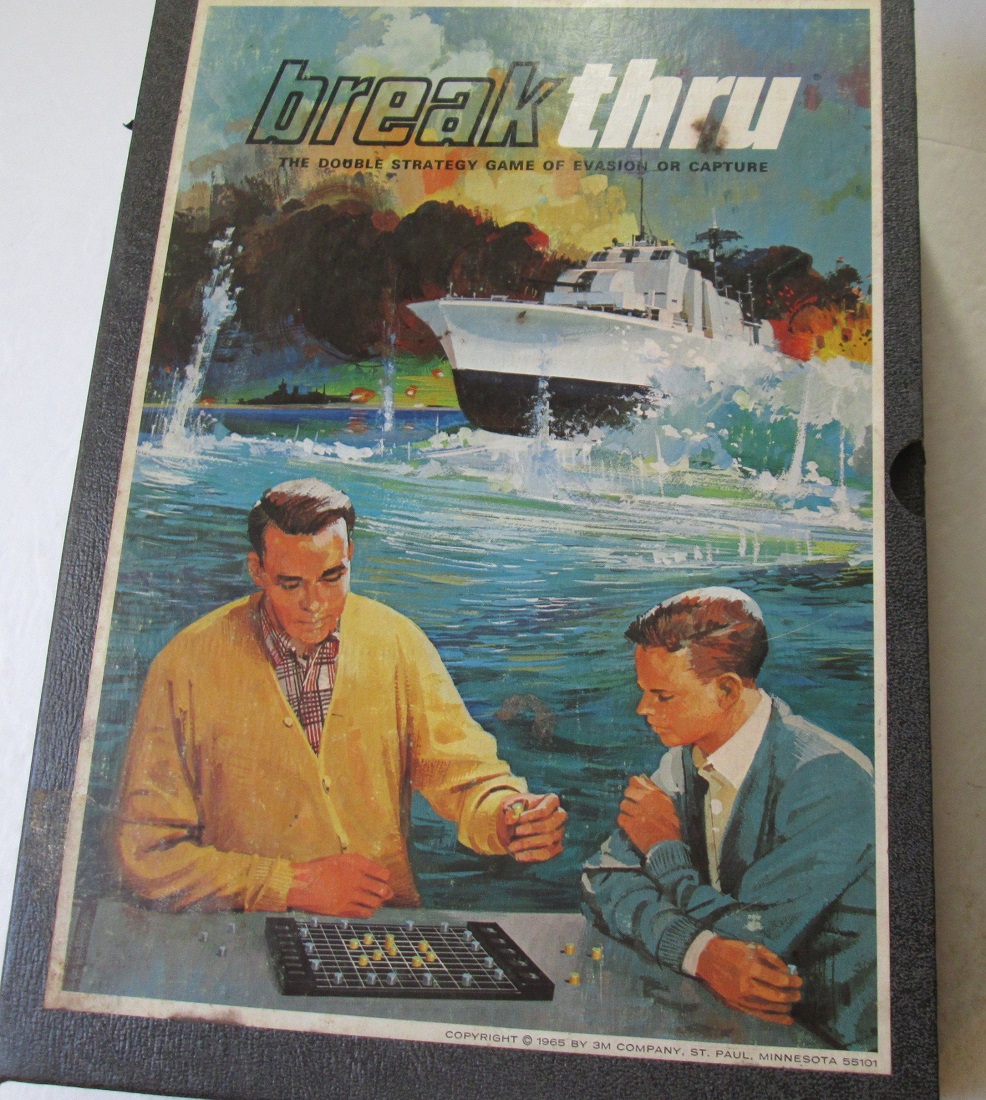 break thru
THE DOUBLE STRATEGY GAME OF EVASION OR CAPTURE
COPYRIGHT © 1965 BY 3M COMPANY, ST. PAUL, MINNESOTA 55101